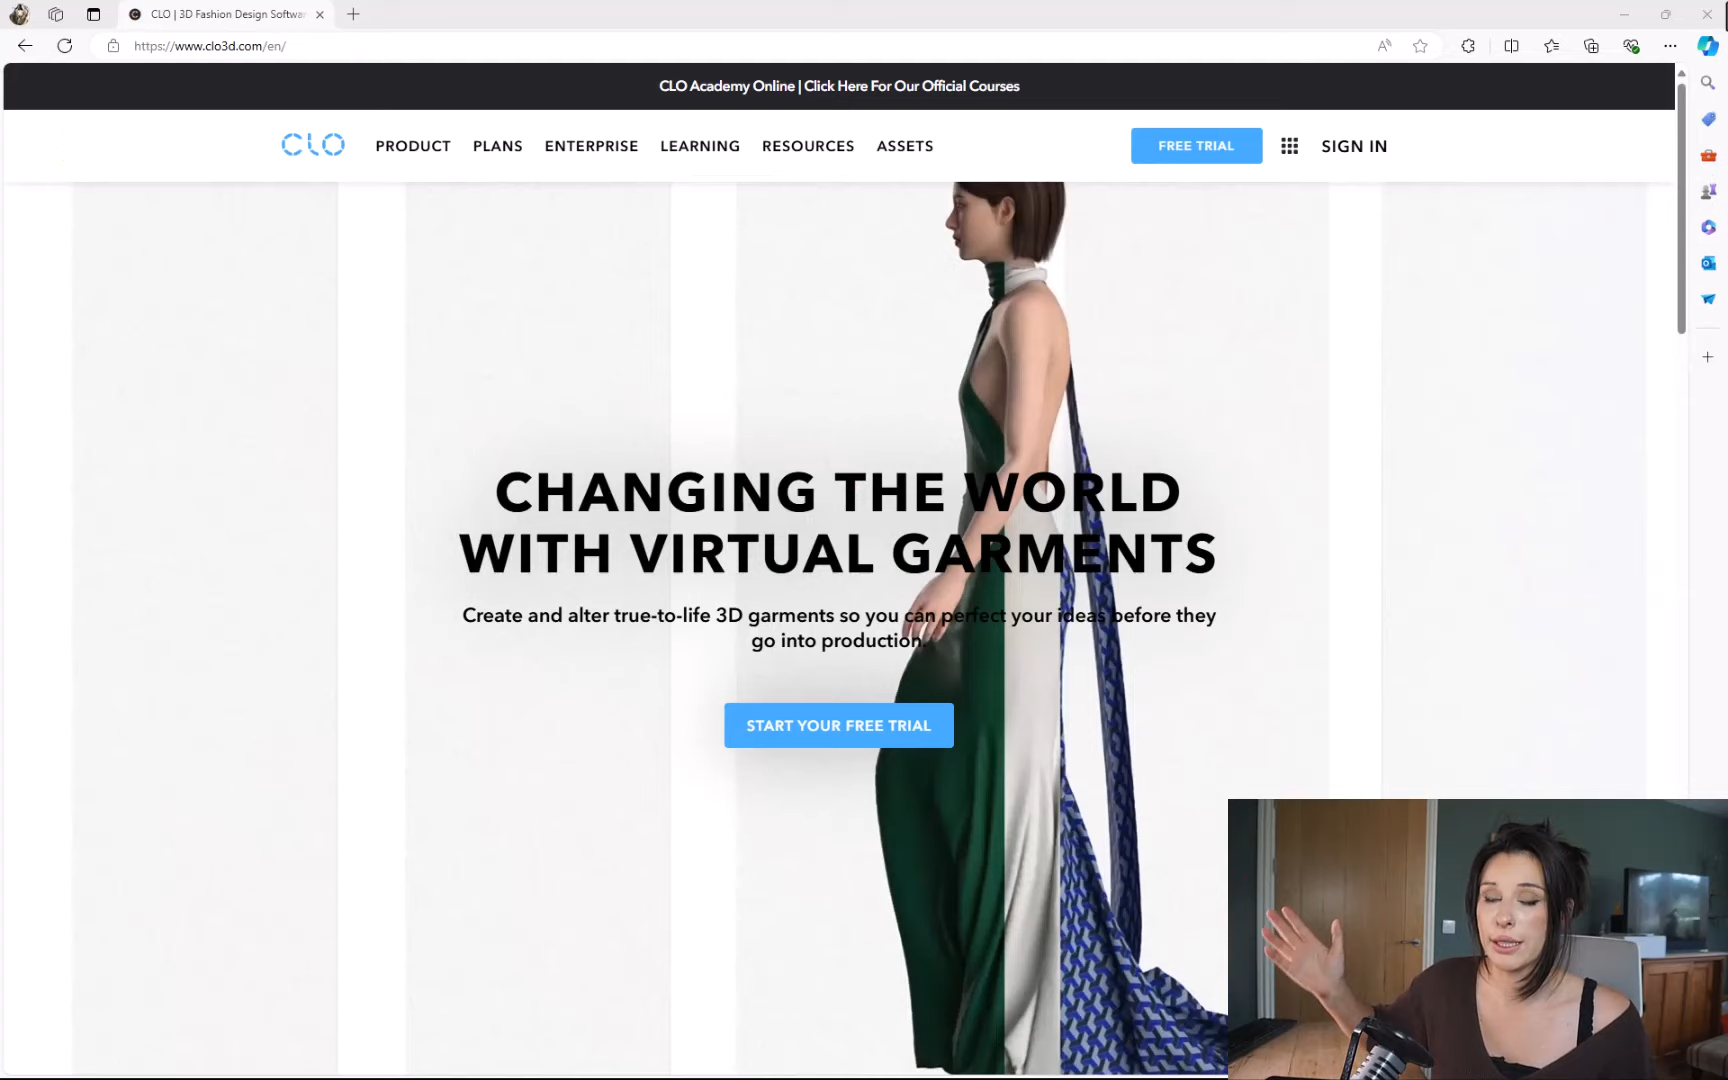 CLO | 3D Fashion Design Softwar
https://www.clo3d.com/en/
CLO Academy Online | Click Here For Our Official Courses
CLO
PRODUCT
PLANS
ENTERPRISE
LEARNING
RESOURCES
ASSETS
FREE TRIAL
SIGN IN
CHANGING THE WORLD
WITH VIRTUAL GARMENTS
Create and alter true-to-life 3D garments so you can perfect your ideas before they
go into production.
START YOUR FREE TRIAL